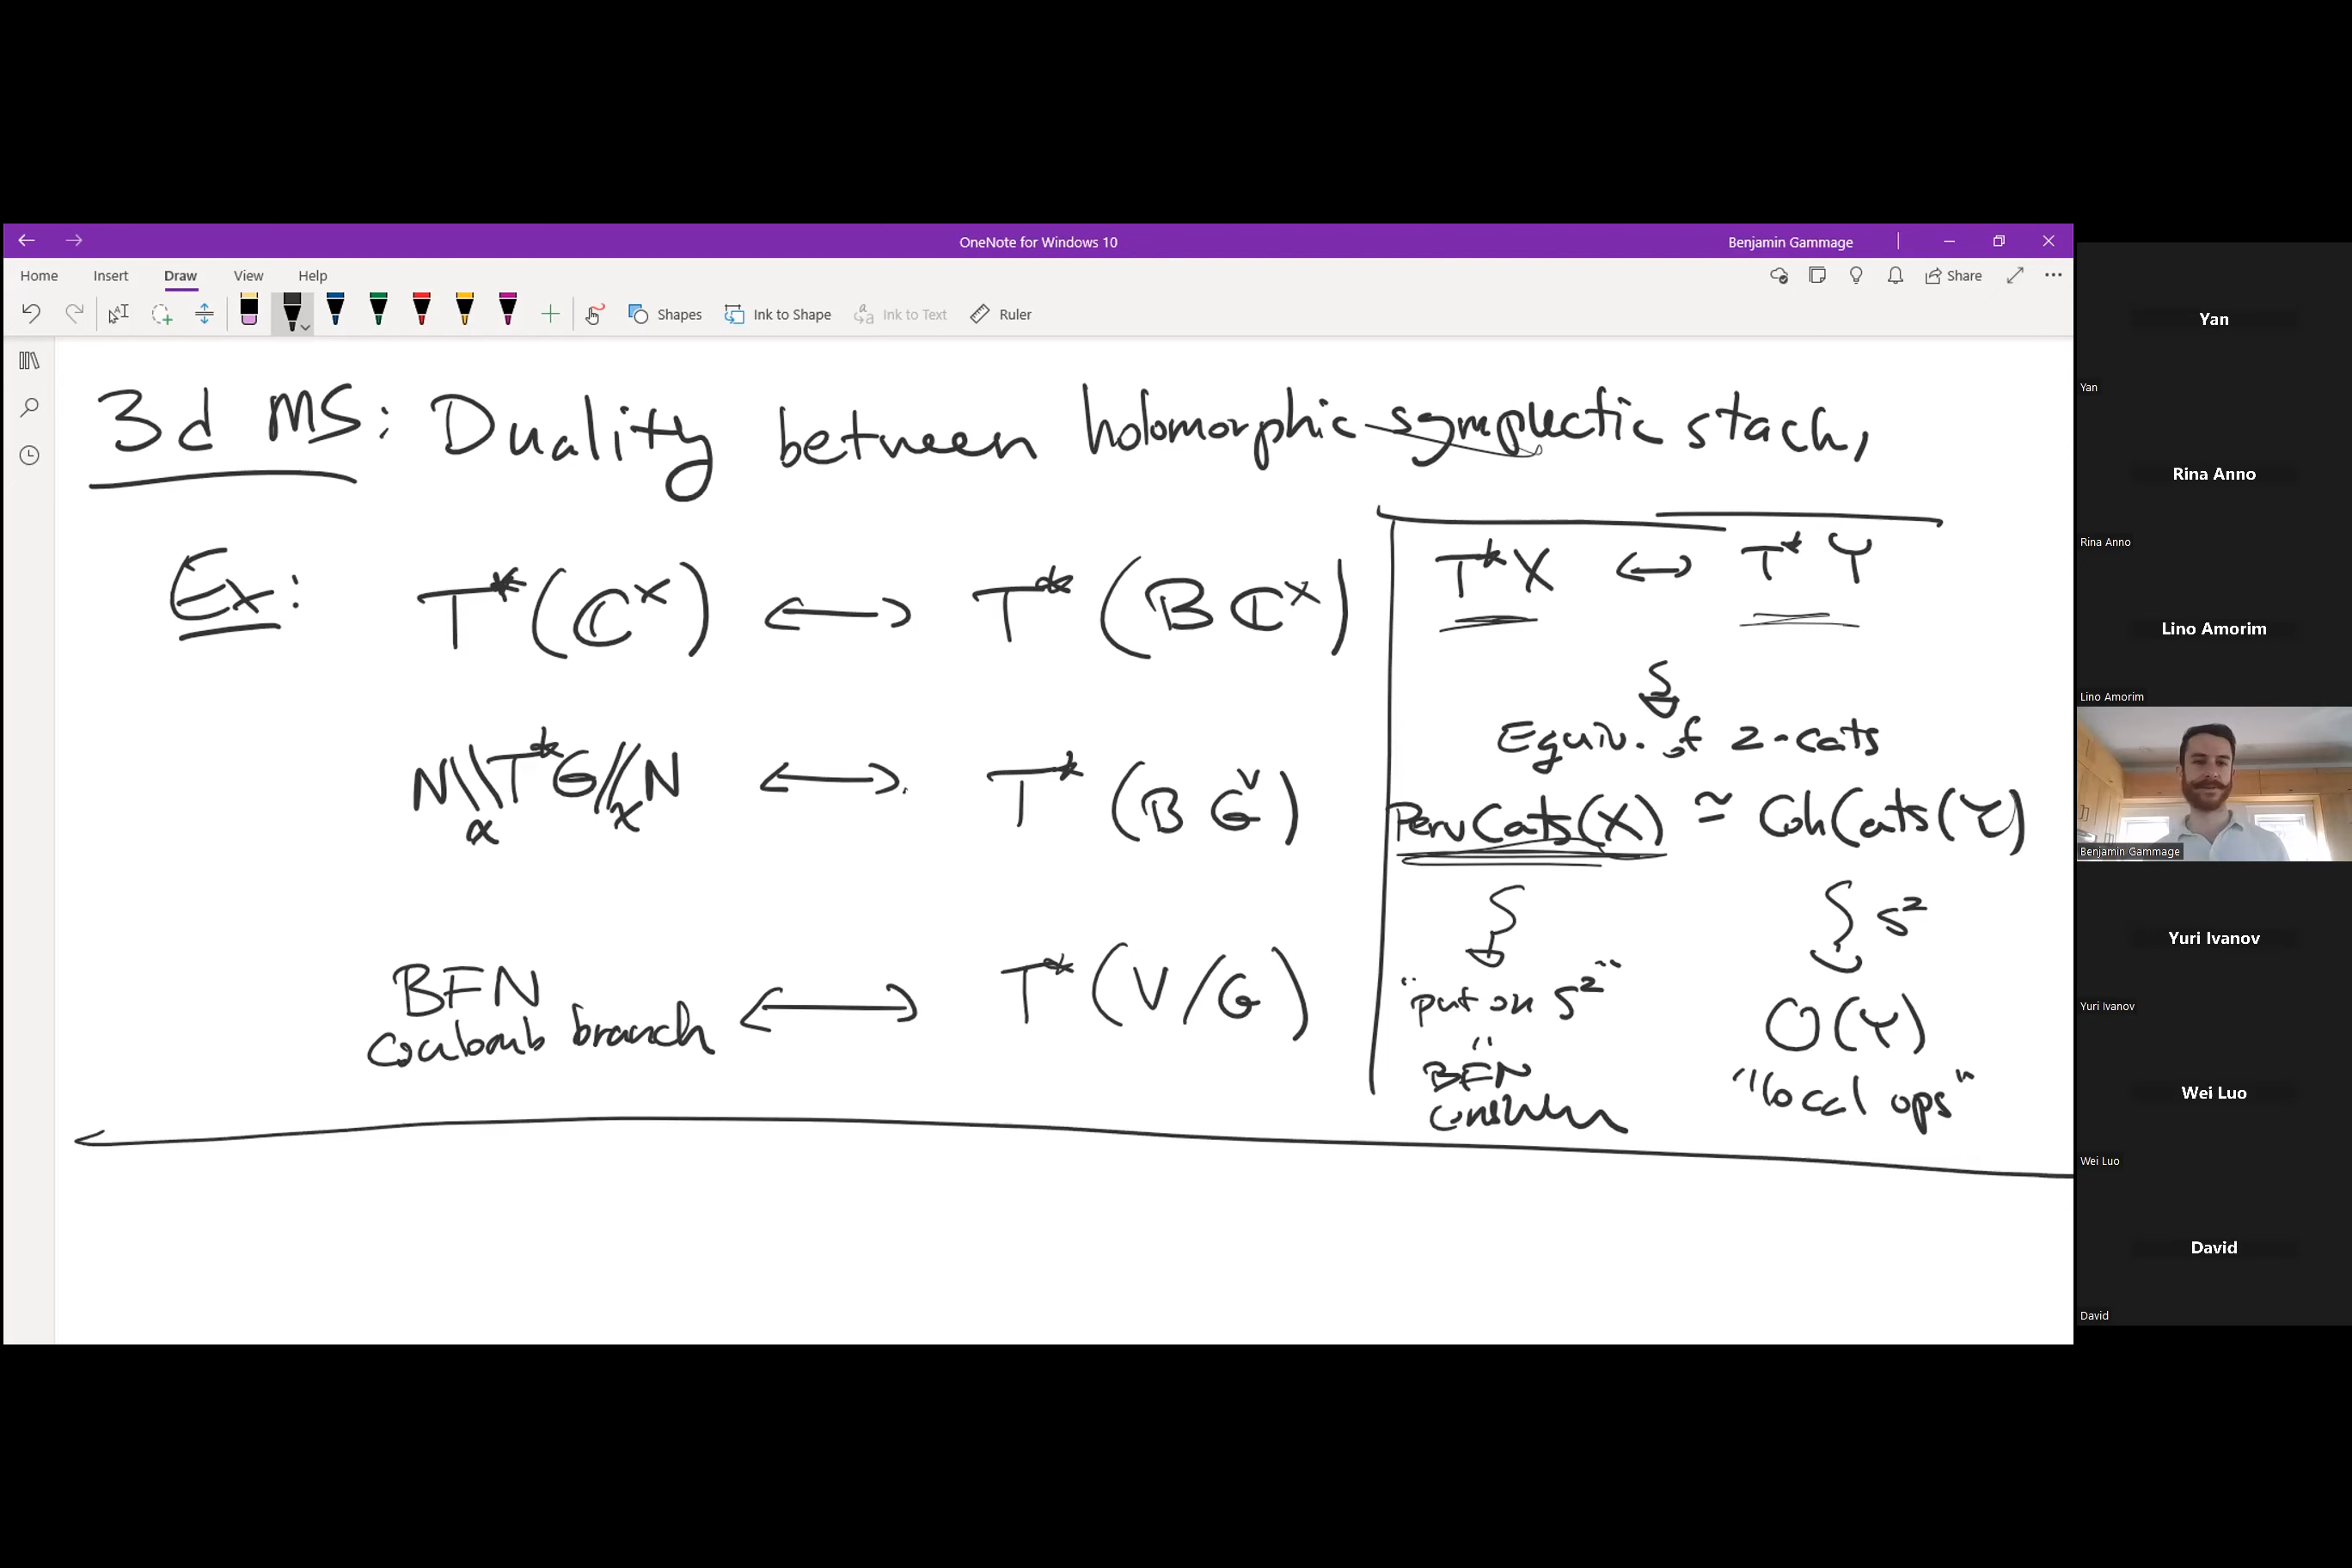 OneNote for Windows 10
Benjamin Gammage
Home Insert Draw View Help
Share
Shapes Ink to Shape Ink to Text Ruler
3d MS: Duality between holomorphic symplectic stack,
Ex: T*(ℂ^×) ↔ T*(Bℂ^×)
N\\_χ T*G//_χ N ↔ T*(BG^∨)
BFN
Coulomb branch ↔ T*(V/G)
T*X ↔ T*Y
Equiv. of 2-cats
PervCats(X) ≃ CohCats(Y)
"put on S²" S²
"
BFN O(Y)
"local ops"
Yan
Yan
Rina Anno
Rina Anno
Lino Amorim
Lino Amorim
Benjamin Gammage
Yuri Ivanov
Yuri Ivanov
Wei Luo
Wei Luo
David
David